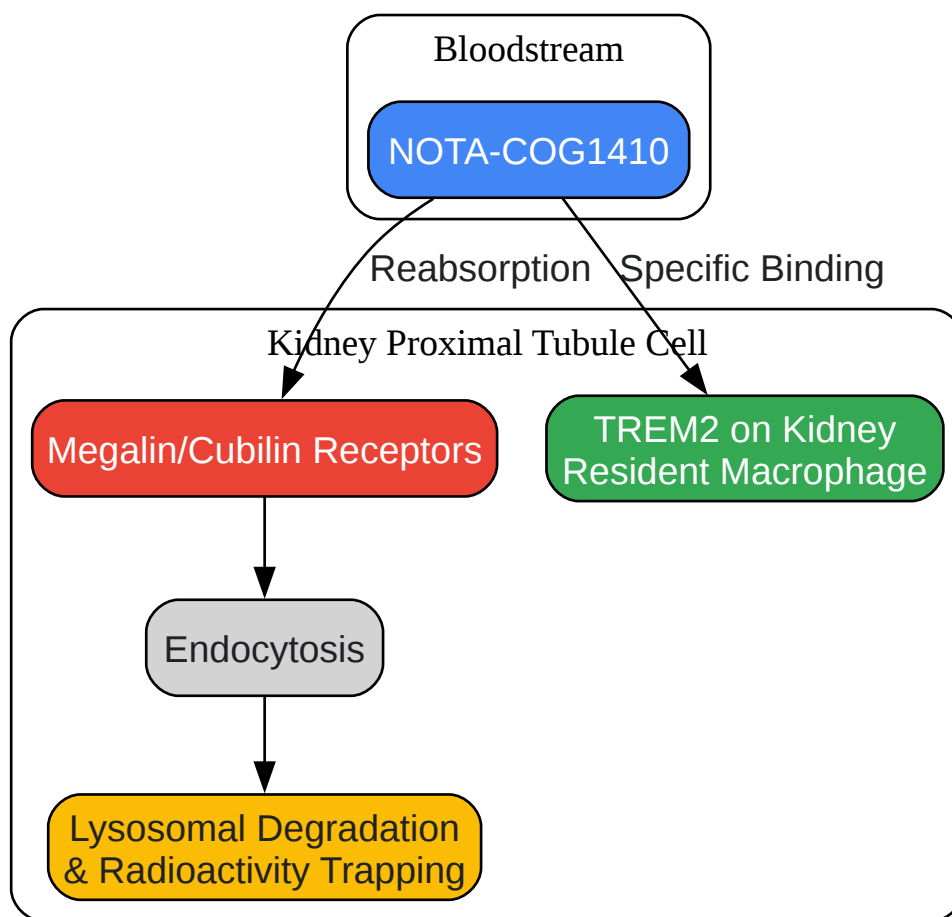 Bloodstream
NOTA-COG1410
Reabsorption
Specific Binding
Kidney Proximal Tubule Cell
Megalin/Cubilin Receptors
TREM2 on Kidney
Resident Macrophage
Endocytosis
Lysosomal Degradation
& Radioactivity Trapping